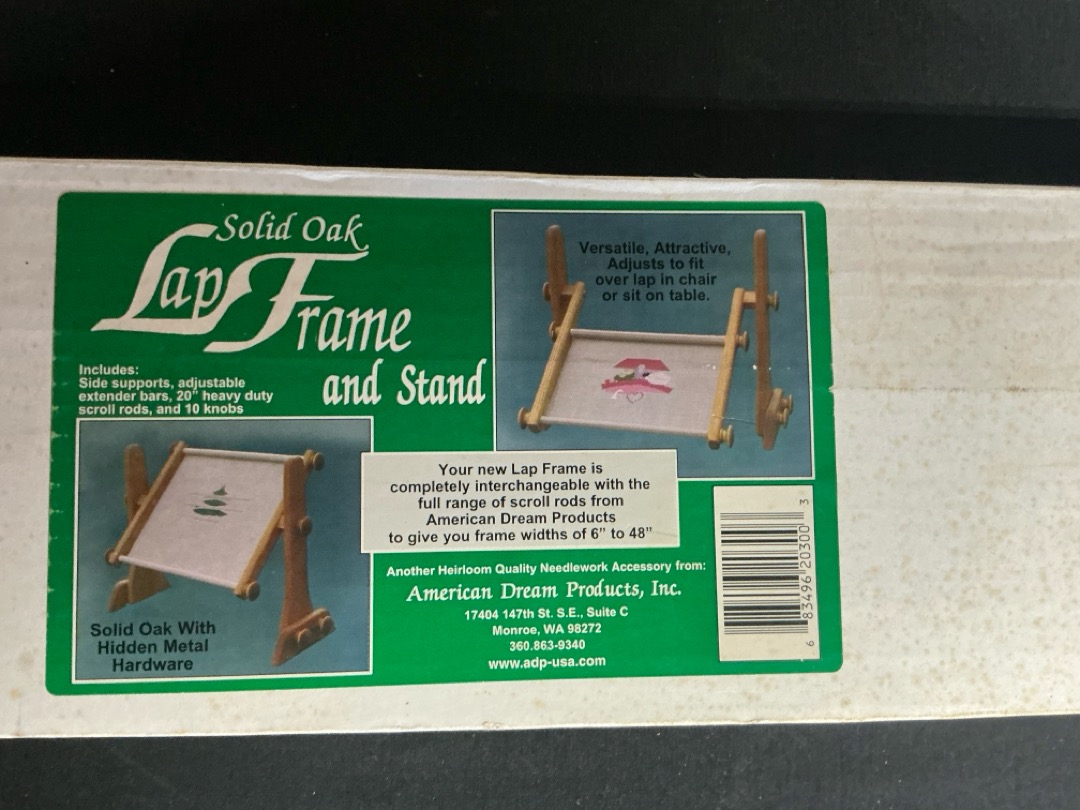 Solid Oak
Lap Frame
and Stand
Includes:
Side supports, adjustable
extender bars, 20" heavy duty
scroll rods, and 10 knobs
Versatile, Attractive,
Adjusts to fit
over lap in chair
or sit on table.
Solid Oak With
Hidden Metal
Hardware
Your new Lap Frame is
completely interchangeable with the
full range of scroll rods from
American Dream Products
to give you frame widths of 6" to 48"
Another Heirloom Quality Needlework Accessory from:
American Dream Products, Inc.
17404 147th St. S.E., Suite C
Monroe, WA 98272
360.863-9340
www.adp-usa.com
6 83496 20300 3